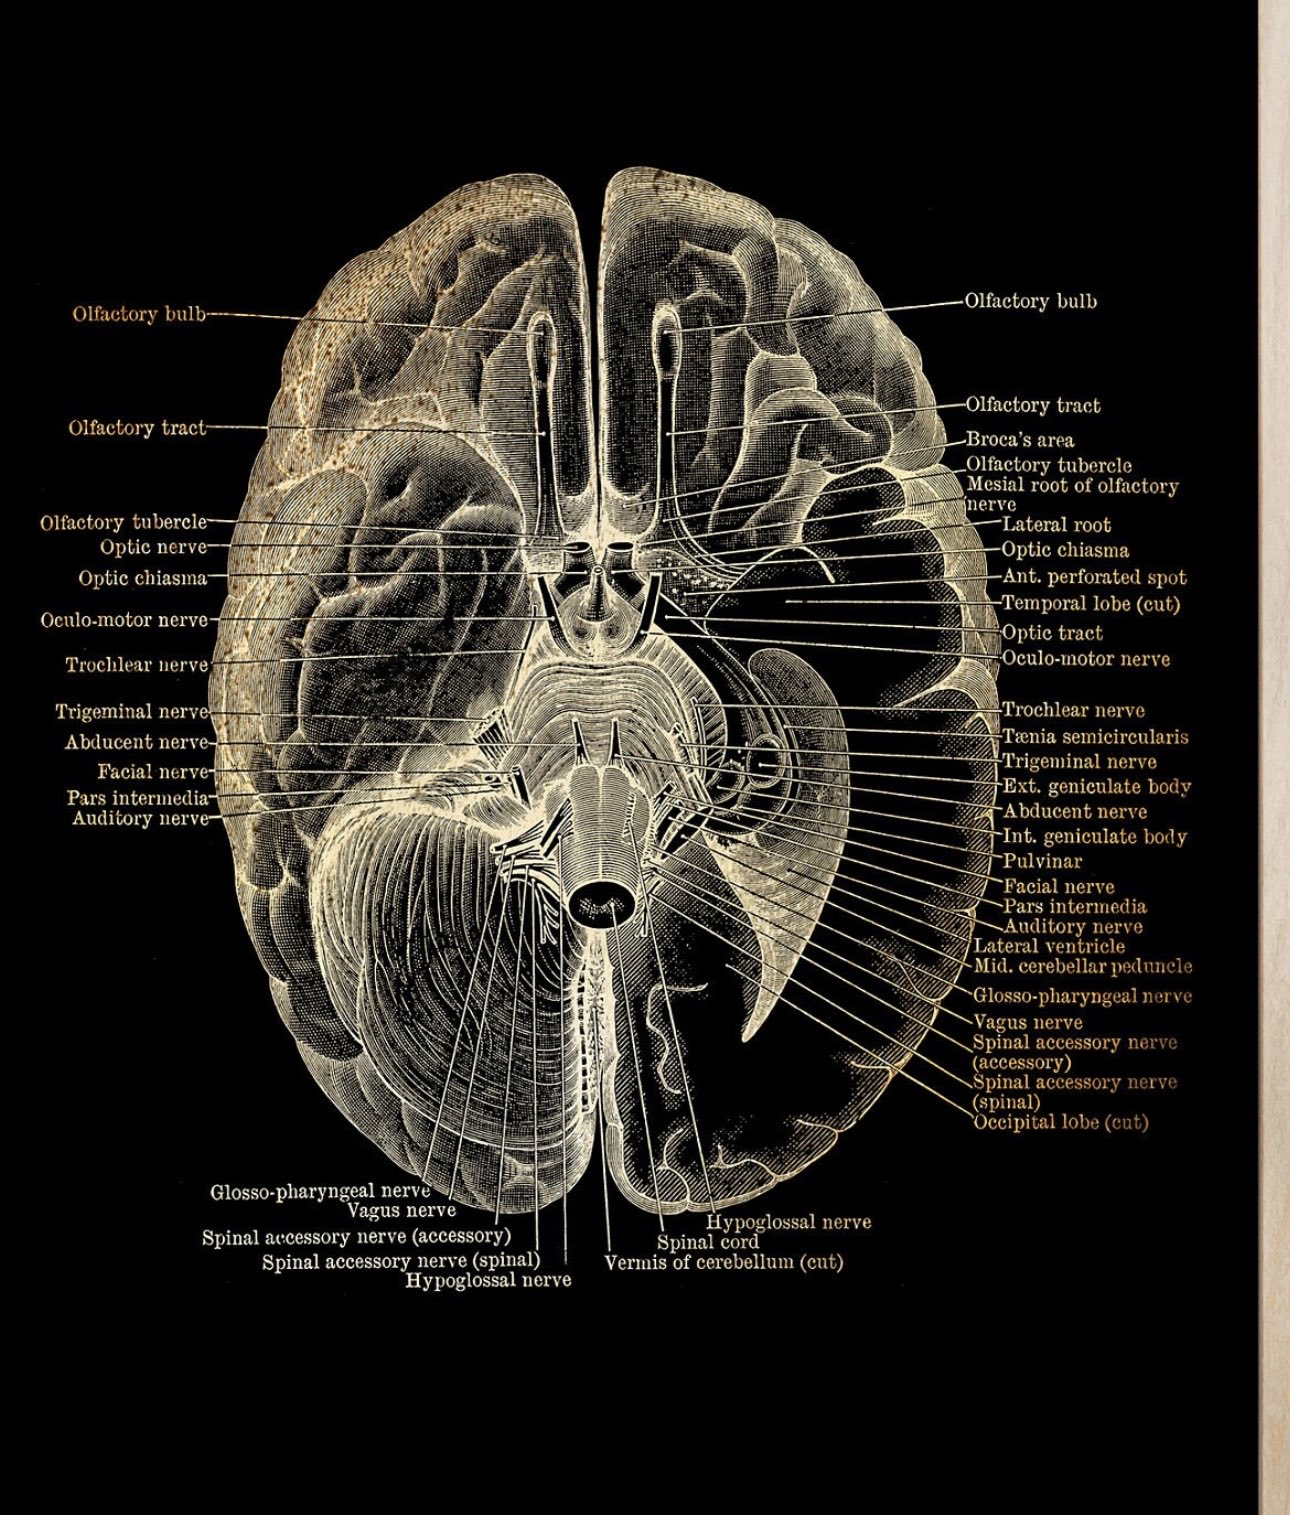 Olfactory bulb
Olfactory tract
Olfactory tubercle
Optic nerve
Optic chiasma
Oculo-motor nerve
Trochlear nerve
Trigeminal nerve
Abducent nerve
Facial nerve
Pars intermedia
Auditory nerve
Olfactory bulb
Olfactory tract
Broca's area
Olfactory tubercle
Mesial root of olfactory
nerve
Lateral root
Optic chiasma
Ant. perforated spot
Temporal lobe (cut)
Optic tract
Oculo-motor nerve
Trochlear nerve
Tænia semicircularis
Trigeminal nerve
Ext. geniculate body
Abducent nerve
Int. geniculate body
Pulvinar
Facial nerve
Pars intermedia
Auditory nerve
Lateral ventricle
Mid. cerebellar peduncle
Glosso-pharyngeal nerve
Vagus nerve
Spinal accessory nerve
(accessory)
Spinal accessory nerve
(spinal)
Occipital lobe (cut)
Glosso-pharyngeal nerve
Vagus nerve
Spinal accessory nerve (accessory)
Spinal accessory nerve (spinal)
Hypoglossal nerve
Hypoglossal nerve
Spinal cord
Vermis of cerebellum (cut)